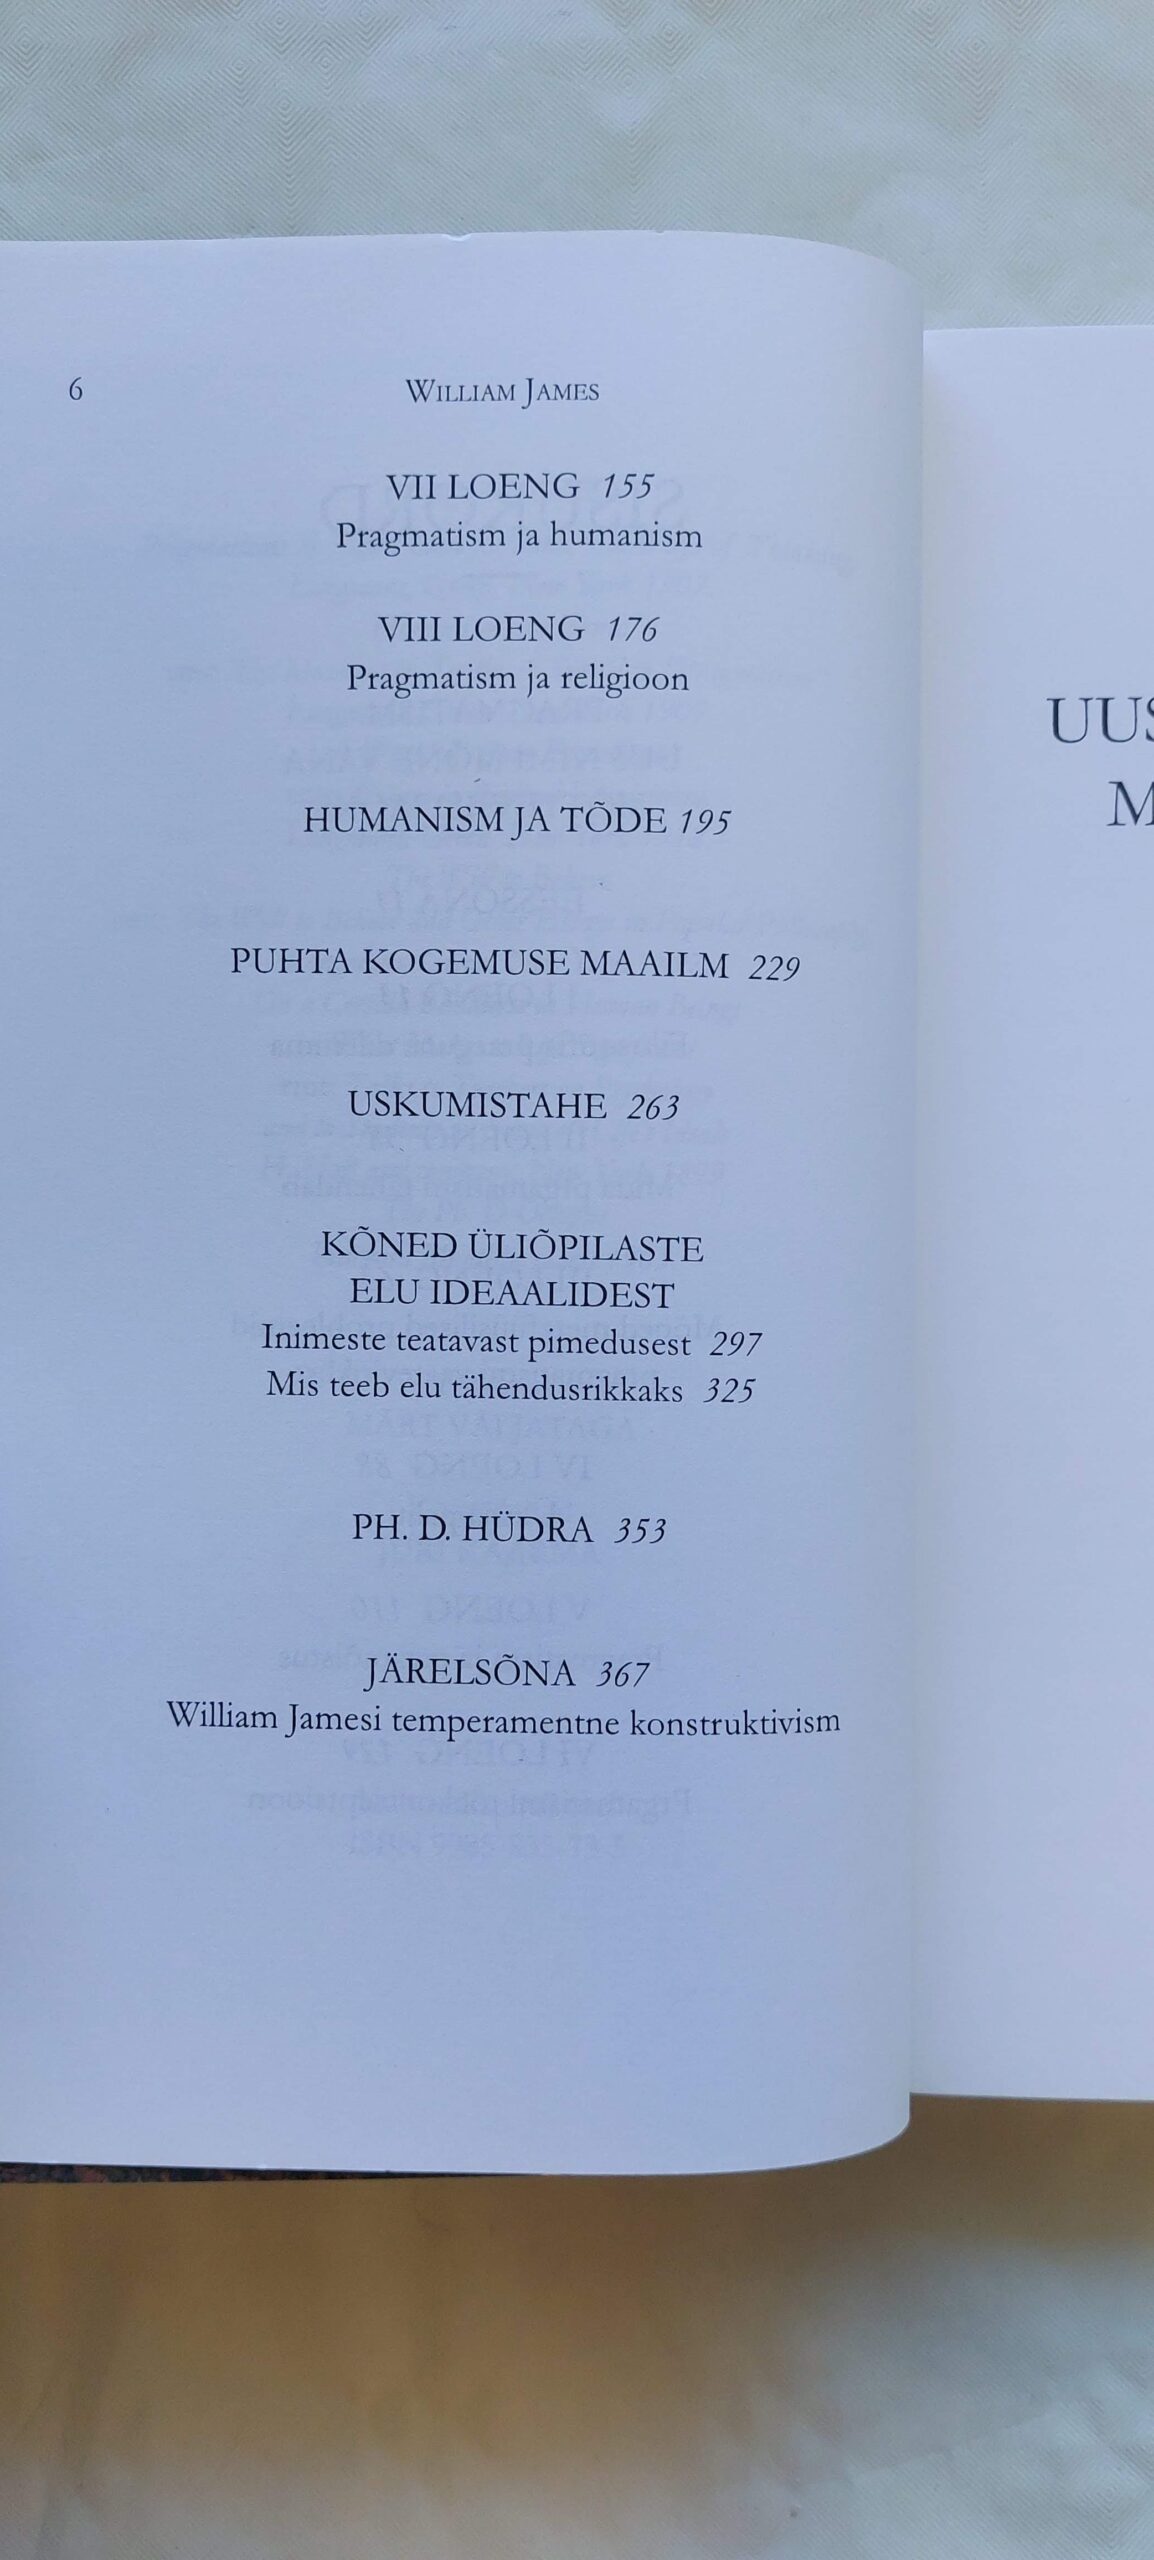 6
WILLIAM JAMES
VII LOENG 155
Pragmatism ja humanism
VIII LOENG 176
Pragmatism ja religioon
HUMANISM JA TÕDE 195
PUHTA KOGEMUSE MAAILM 229
USKUMISTAHE 263
KÕNED ÜLIÕPILASTE
ELU IDEAALIDEST
Inimeste teatavast pimedusest 297
Mis teeb elu tähendusrikkaks 325
PH. D. HÜDRA 353
JÄRELSÕNA 367
William Jamesi temperamentne konstruktivism
UUS
M